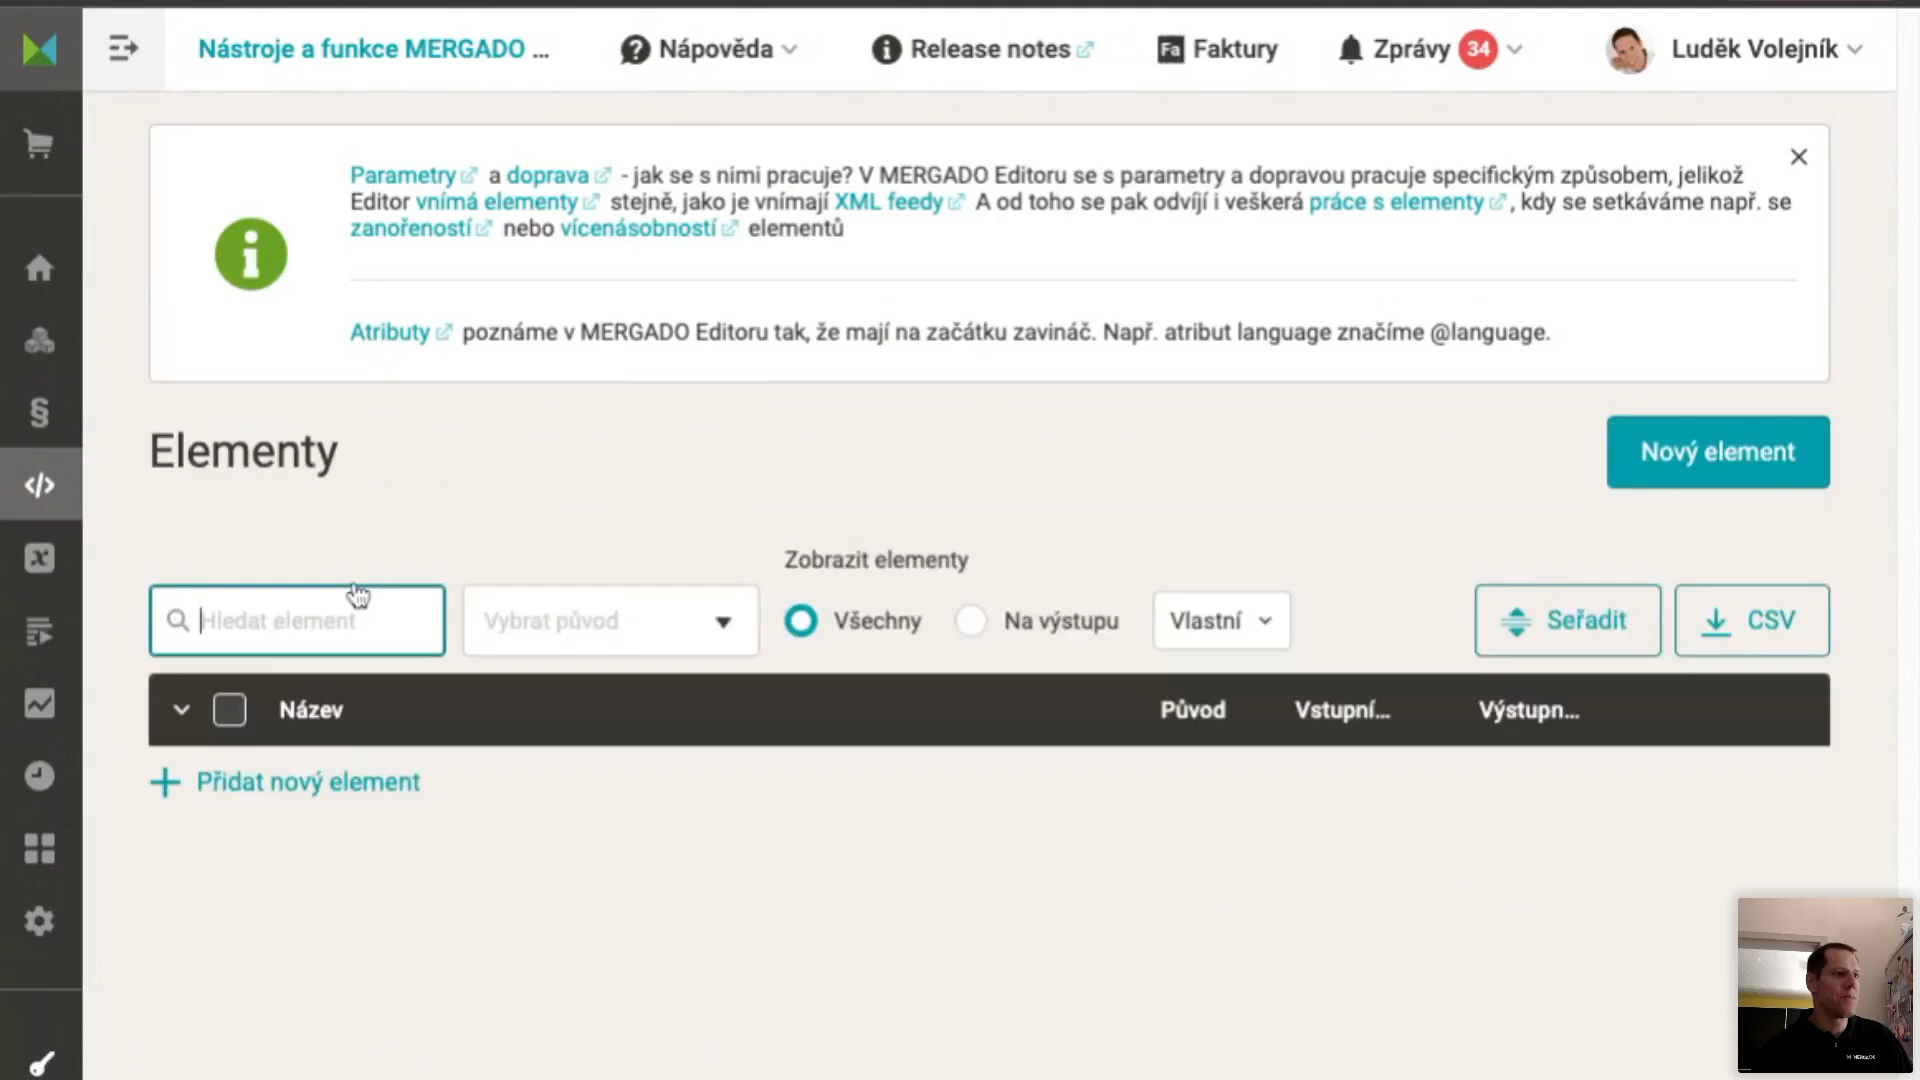 Nástroje a funkce MERGADO ...
Nápověda
Release notes
Fa Faktury
Zprávy 34
Luděk Volejník
Parametry a doprava - jak se s nimi pracuje? V MERGADO Editoru se s parametry a dopravou pracuje specifickým způsobem, jelikož
Editor vnímá elementy stejně, jako je vnímají XML feedy A od toho se pak odvíjí i veškerá práce s elementy , kdy se setkáváme např. se
zanořeností nebo vícenásobností elementů
Atributy poznáme v MERGADO Editoru tak, že mají na začátku zavináč. Např. atribut language značíme @language.
Elementy
Nový element
Zobrazit elementy
Hledat element
Vybrat původ
Všechny
Na výstupu
Vlastní
Seřadit
CSV
Název
Původ
Vstupní...
Výstupn...
Přidat nový element
MERGADO